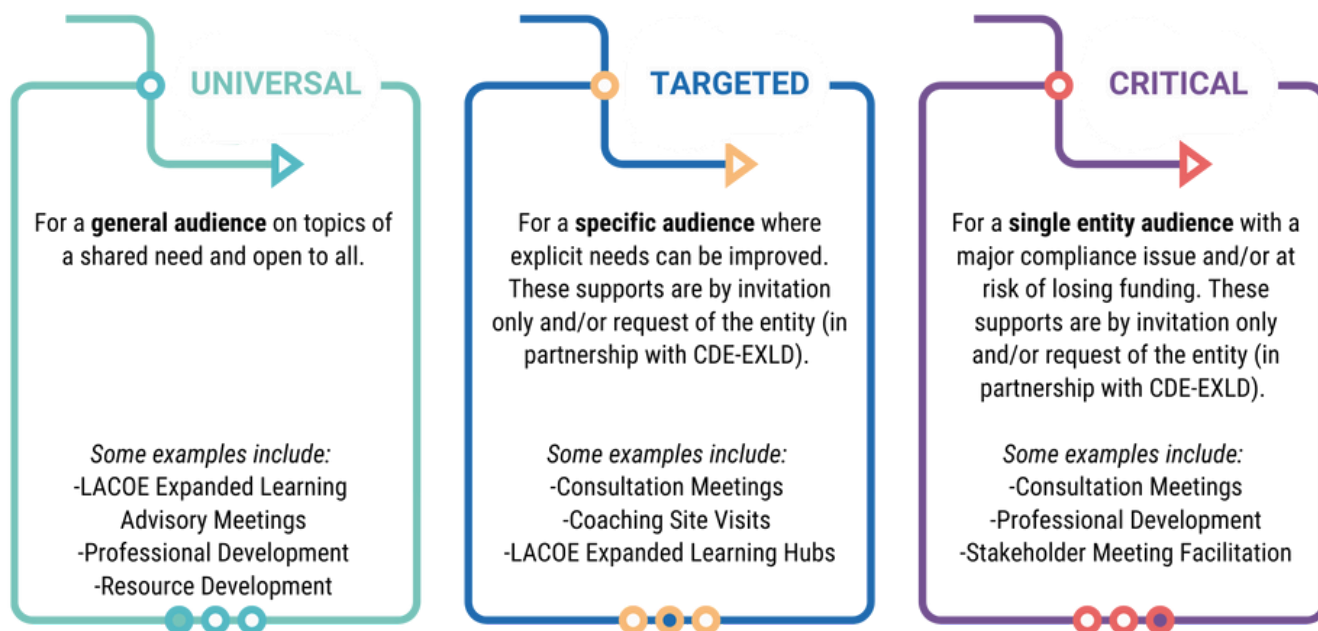 UNIVERSAL
For a general audience on topics of
a shared need and open to all.
Some examples include:
-LACOE Expanded Learning
Advisory Meetings
-Professional Development
-Resource Development
TARGETED
For a specific audience where
explicit needs can be improved.
These supports are by invitation
only and/or request of the entity (in
partnership with CDE-EXLD).
Some examples include:
-Consultation Meetings
-Coaching Site Visits
-LACOE Expanded Learning Hubs
CRITICAL
For a single entity audience with a
major compliance issue and/or at
risk of losing funding. These
supports are by invitation only
and/or request of the entity (in
partnership with CDE-EXLD).
Some examples include:
-Consultation Meetings
-Professional Development
-Stakeholder Meeting Facilitation